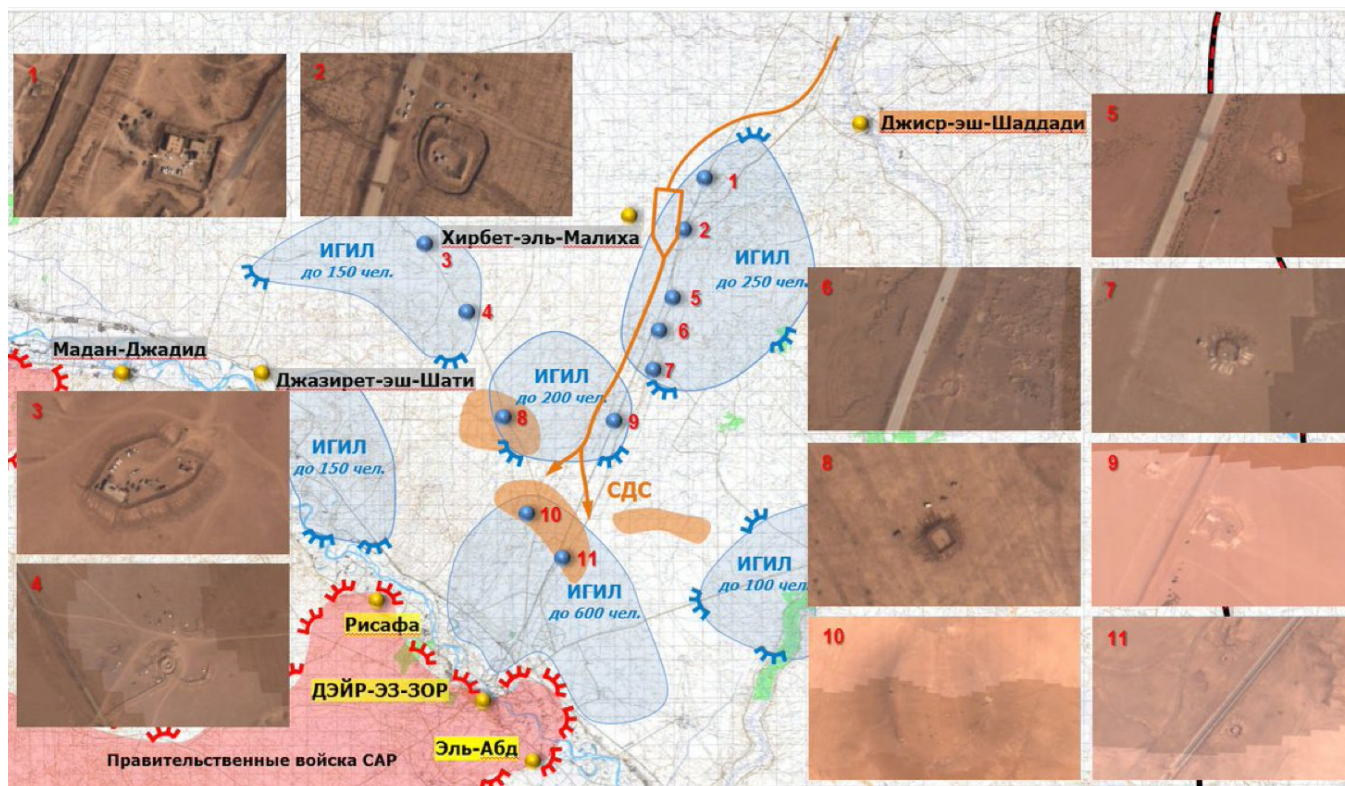 1
2
5
Джиср-эш-Шаддади
1
Хирбет-эль-Малиха
2
3
ИГИЛ
до 150 чел.
ИГИЛ
до 250 чел.
4
5
6
7
6
7
Мадан-Джадид
Джазирет-эш-Шати
ИГИЛ
до 200 чел.
3
8
9
ИГИЛ
до 150 чел.
8
9
СДС
10
11
ИГИЛ
до 600 чел.
ИГИЛ
до 100 чел.
4
Рисафа
10
11
ДЭЙР-ЭЗ-ЗОР
Эль-Абд
Правительственные войска САР